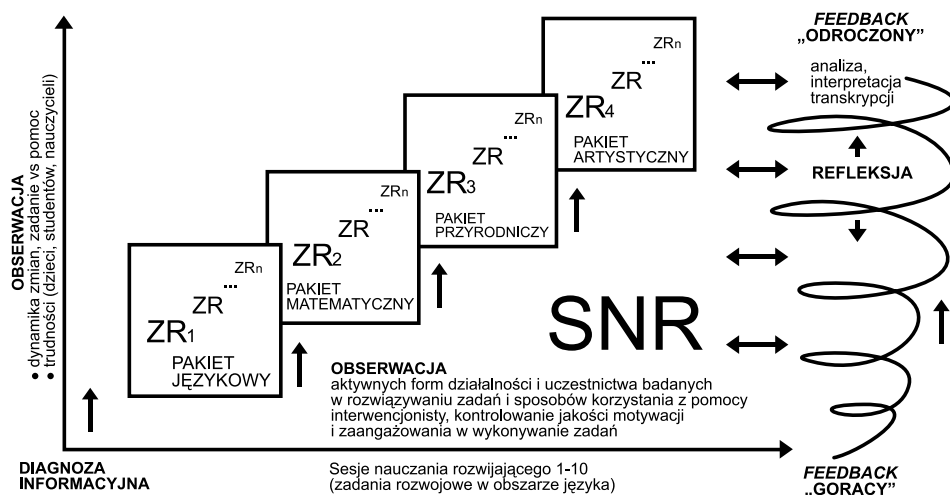 FEEDBACK
„ODROCZONY”
analiza,
interpretacja
transkrypcji
REFLEKSJA
FEEDBACK
„GORĄCY”
OBSERWACJA
• dynamika zmian, zadanie vs pomoc
• trudności (dzieci, studentów, nauczycieli)
ZRn
...
ZR
ZR4
PAKIET
ARTYSTYCZNY
ZRn
...
ZR
ZR3
PAKIET
PRZYRODNICZY
ZRn
...
ZR
ZR2
PAKIET
MATEMATYCZNY
ZRn
...
ZR
ZR1
PAKIET
JĘZYKOWY
SNR
OBSERWACJA
aktywnych form działalności i uczestnictwa badanych
w rozwiązywaniu zadań i sposobów korzystania z pomocy
interwencjonisty, kontrolowanie jakości motywacji
i zaangażowania w wykonywanie zadań
DIAGNOZA
INFORMACYJNA
Sesje nauczania rozwijającego 1-10
(zadania rozwojowe w obszarze języka)